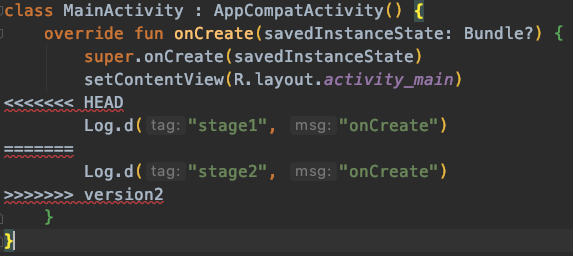 class MainActivity : AppCompatActivity() {
    override fun onCreate(savedInstanceState: Bundle?) {
        super.onCreate(savedInstanceState)
        setContentView(R.layout.activity_main)
<<<<<<< HEAD
        Log.d( tag: "stage1", msg: "onCreate")
=======
        Log.d( tag: "stage2", msg: "onCreate")
>>>>>>> version2
    }
}